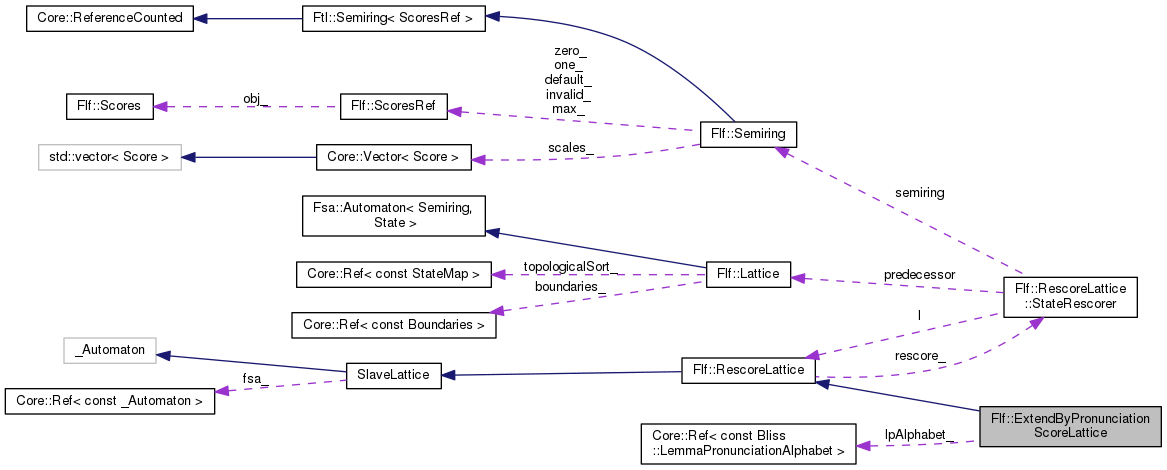 Core::ReferenceCounted
Ftl::Semiring< ScoresRef >
zero_
one_
default_
invalid_
max_
Flf::Scores
obj_
Flf::ScoresRef
Flf::Semiring
std::vector< Score >
Core::Vector< Score >
scales_
semiring
Fsa::Automaton< Semiring,
State >
Core::Ref< const StateMap >
topologicalSort_
Flf::Lattice
predecessor
boundaries_
Core::Ref< const Boundaries >
Flf::RescoreLattice
::StateRescorer
l
rescore_
_Automaton
fsa_
SlaveLattice
Flf::RescoreLattice
Core::Ref< const _Automaton >
Flf::ExtendByPronunciation
ScoreLattice
lpAlphabet_
Core::Ref< const Bliss
::LemmaPronunciationAlphabet >